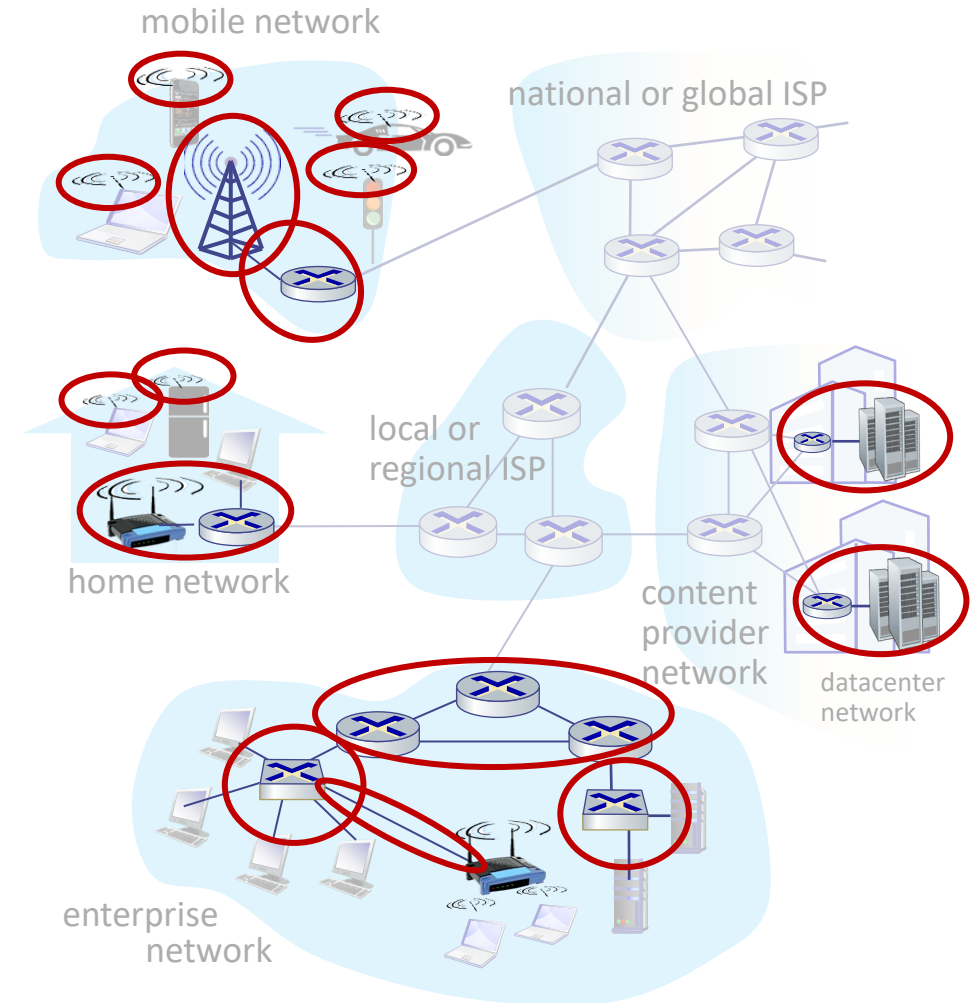 mobile network
national or global ISP
local or
regional ISP
home network
content
provider
network
datacenter
network
enterprise
network